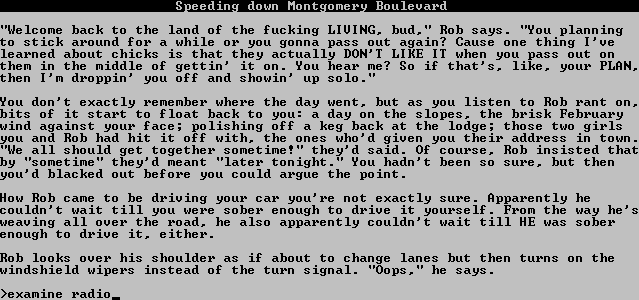 Speeding down Montgomery Boulevard
"Welcome back to the land of the fucking LIVING, bud," Rob says. "You planning
to stick around for a while or you gonna pass out again? Cause one thing I've
learned about chicks is that they actually DON'T LIKE IT when you pass out on
them in the middle of gettin' it on. You hear me? So if that's, like, your PLAN,
then I'm droppin' you off and showin' up solo."
You don't exactly remember where the day went, but as you listen to Rob rant on,
bits of it start to float back to you: a day on the slopes, the brisk February
wind against your face; polishing off a keg back at the lodge; those two girls
you and Rob had hit it off with, the ones who'd given you their address in town.
"We all should get together sometime!" they'd said. Of course, Rob insisted that
by "sometime" they'd meant "later tonight." You hadn't been so sure, but then
you'd blacked out before you could argue the point.
How Rob came to be driving your car you're not exactly sure. Apparently he
couldn't wait till you were sober enough to drive it yourself. From the way he's
weaving all over the road, he also apparently couldn't wait till HE was sober
enough to drive it, either.
Rob looks over his shoulder as if about to change lanes but then turns on the
windshield wipers instead of the turn signal. "Oops," he says.
>examine radio_